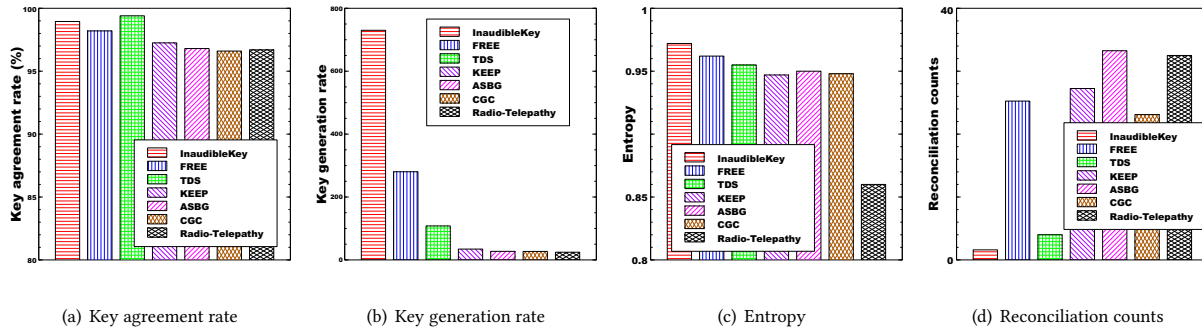 Key agreement rate (%)
100
95
90
85
80
InaudibleKey
FREE
TDS
KEEP
ASBG
CGC
Radio-Telepathy
(a) Key agreement rate
Key generation rate
800
600
400
200
0
InaudibleKey
FREE
TDS
KEEP
ASBG
CGC
Radio-Telepathy
(b) Key generation rate
Entropy
1
0.95
0.9
0.85
0.8
InaudibleKey
FREE
TDS
KEEP
ASBG
CGC
Radio-Telepathy
(c) Entropy
Reconciliation counts
40
0
InaudibleKey
FREE
TDS
KEEP
ASBG
CGC
Radio-Telepathy
(d) Reconciliation counts